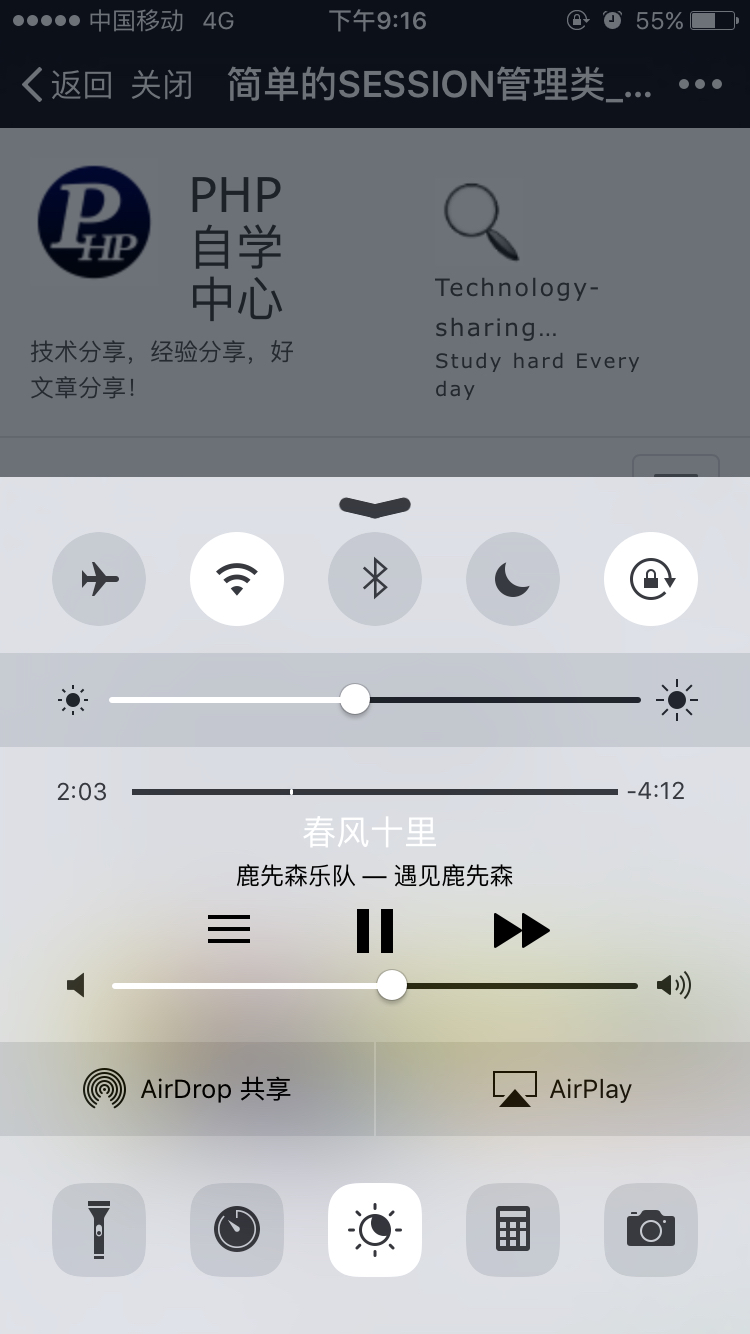 中国移动 4G 下午9:16 55%
返回 关闭 简单的SESSION管理类_...
PHP
PHP
自学
中心
技术分享，经验分享，好
文章分享！
Technology-
sharing...
Study hard Every
day
2:03 -4:12
春风十里
鹿先森乐队 — 遇见鹿先森
AirDrop 共享 AirPlay